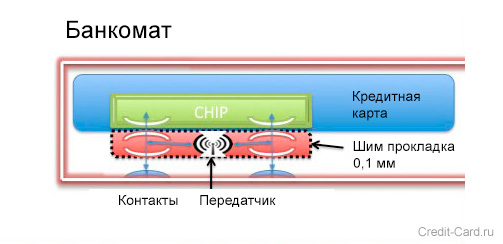 Банкомат
CHIP
Кредитная
карта
Шим прокладка
0,1 мм
Контакты
Передатчик
Credit-Card.ru